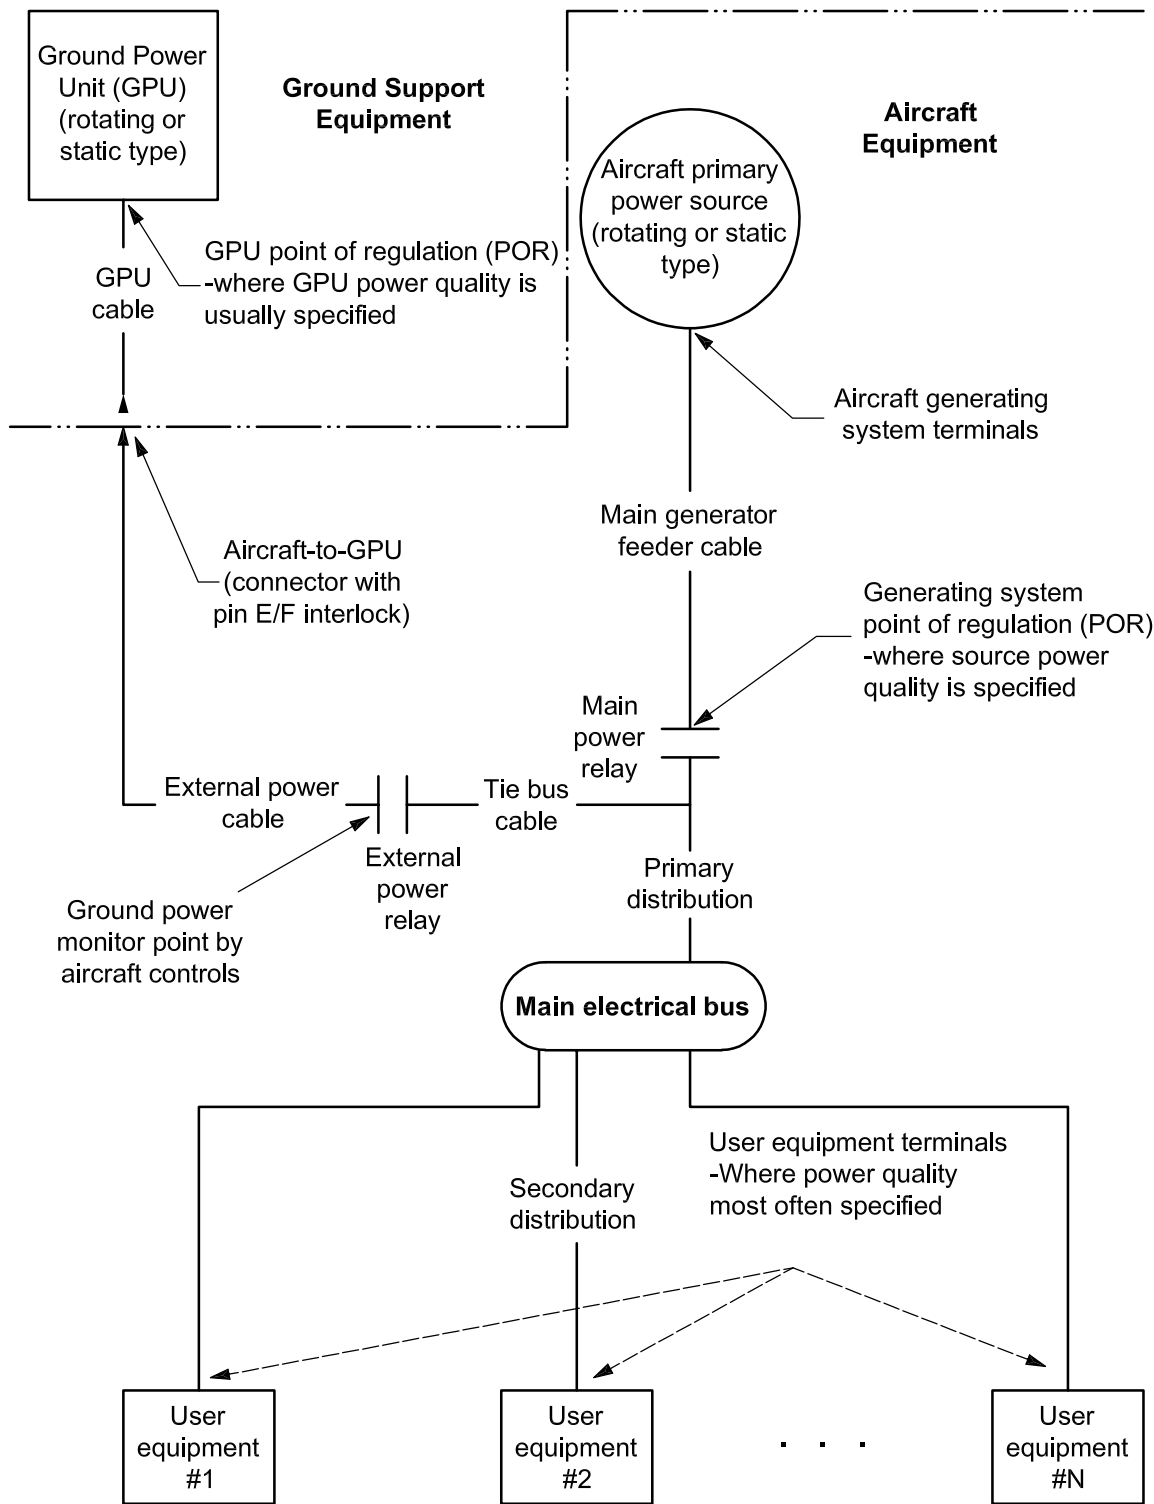 Ground Power
Unit (GPU)
(rotating or
static type)
Ground Support
Equipment
Aircraft
Equipment
Aircraft primary
power source
(rotating or static
type)
GPU point of regulation (POR)
-where GPU power quality is
usually specified
GPU
cable
Aircraft generating
system terminals
Main generator
feeder cable
Aircraft-to-GPU
(connector with
pin E/F interlock)
Generating system
point of regulation (POR)
-where source power
quality is specified
Main
power
relay
External power
cable
Tie bus
cable
External
power
relay
Primary
distribution
Ground power
monitor point by
aircraft controls
Main electrical bus
User equipment terminals
-Where power quality
most often specified
Secondary
distribution
User
equipment
#1
User
equipment
#2
. . .
User
equipment
#N